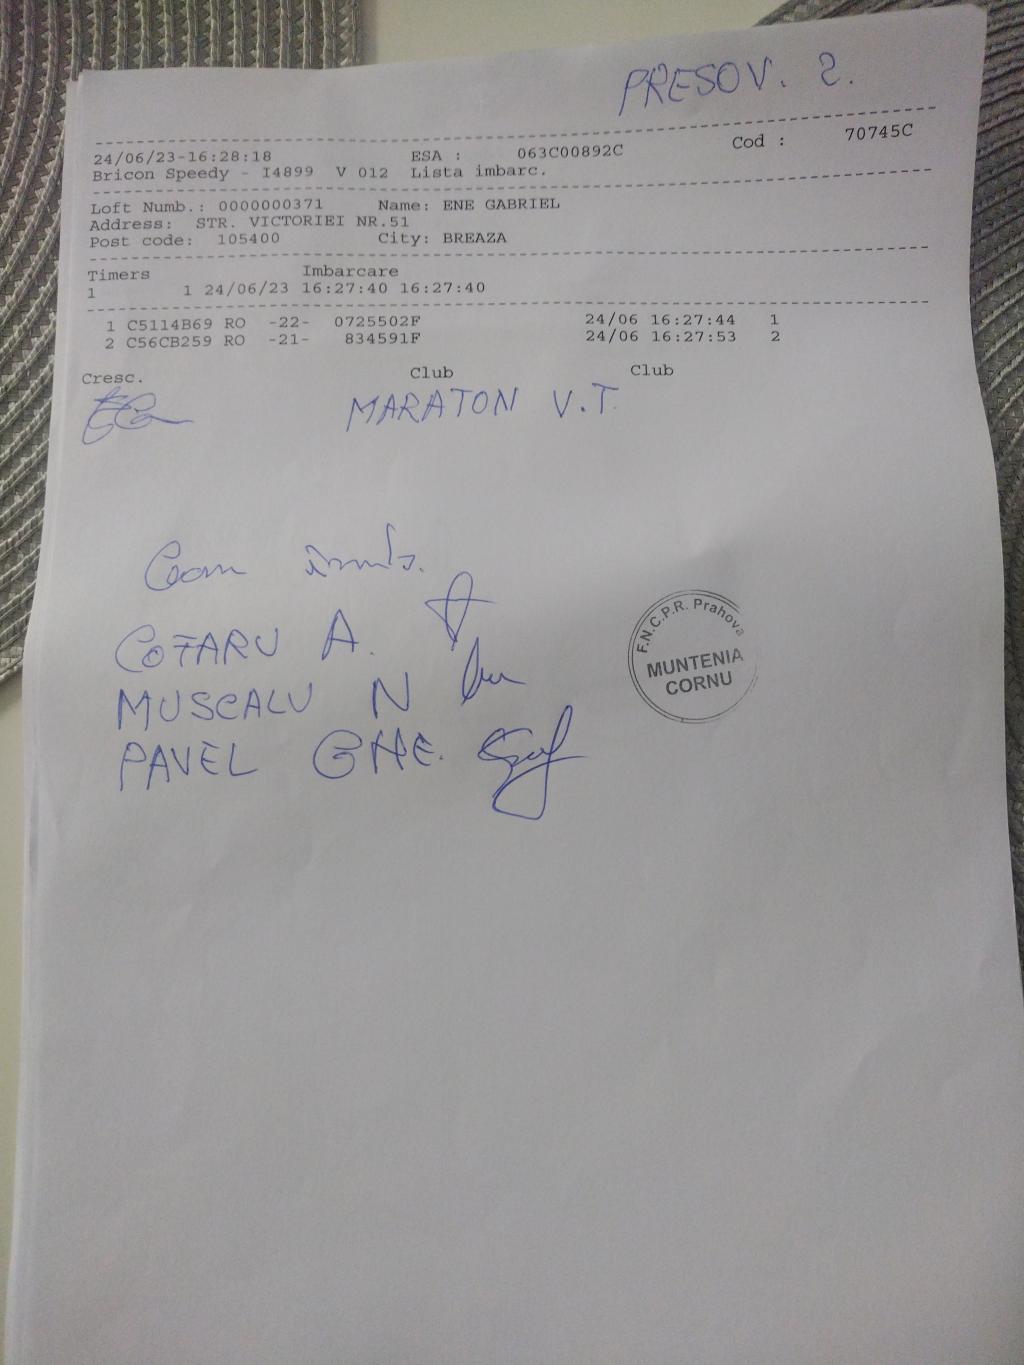 PRESOV. 2.
24/06/23-16:28:18 ESA : 063C00892C Cod : 70745C
Bricon Speedy - I4899 V 012 Lista imbarc.
Loft Numb.: 0000000371 Name: ENE GABRIEL
Address: STR. VICTORIEI NR.51
Post code: 105400 City: BREAZA
Timers Imbarcare
1 1 24/06/23 16:27:40 16:27:40
1 C5114B69 RO -22- 0725502F 24/06 16:27:44 1
2 C56CB259 RO -21- 834591F 24/06 16:27:53 2
Cresc. Club Club
MARATON V.T.
COTARU A.
MUSCALU N
PAVEL GHE.
F.N.C.P.R. Prahova
MUNTENIA
CORNU